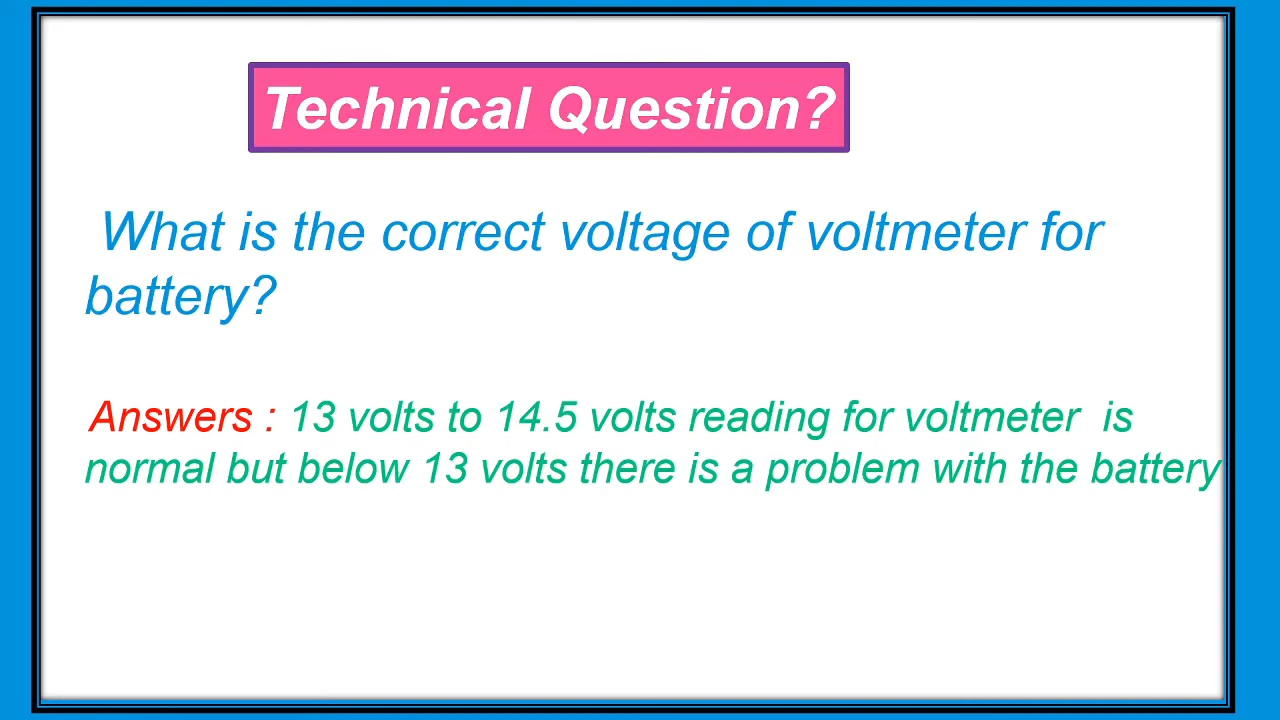 Technical Question?
What is the correct voltage of voltmeter for
battery?
Answers : 13 volts to 14.5 volts reading for voltmeter is
normal but below 13 volts there is a problem with the battery